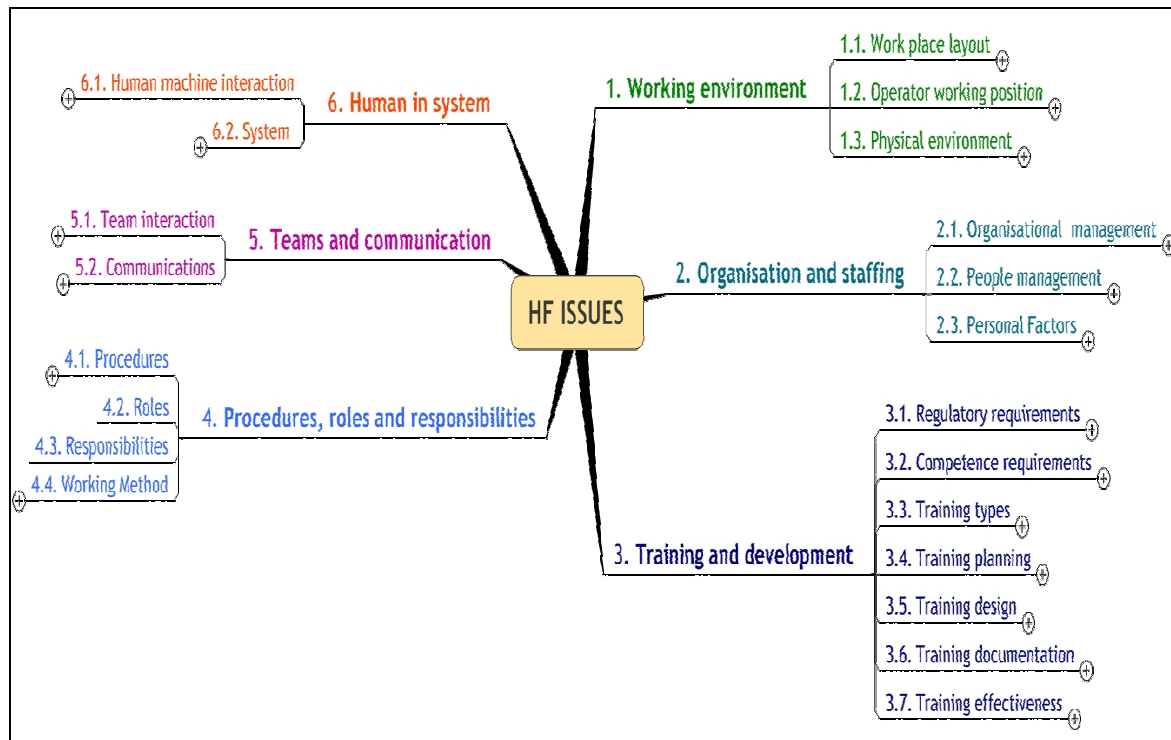 HF ISSUES
1. Working environment
1.1. Work place layout
1.2. Operator working position
1.3. Physical environment
2. Organisation and staffing
2.1. Organisational management
2.2. People management
2.3. Personal Factors
3. Training and development
3.1. Regulatory requirements
3.2. Competence requirements
3.3. Training types
3.4. Training planning
3.5. Training design
3.6. Training documentation
3.7. Training effectiveness
4. Procedures, roles and responsibilities
4.1. Procedures
4.2. Roles
4.3. Responsibilities
4.4. Working Method
5. Teams and communication
5.1. Team interaction
5.2. Communications
6. Human in system
6.1. Human machine interaction
6.2. System